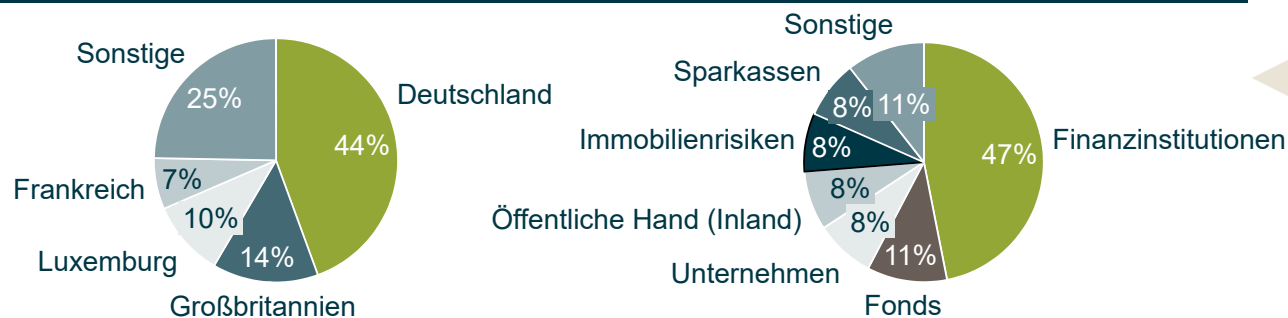 Sonstige
25%
Deutschland
44%
Frankreich
7%
Luxemburg
10%
Großbritannien
14%
Sonstige
11%
Sparkassen
8%
Immobilienrisiken
8%
Finanzinstitutionen
47%
Öffentliche Hand (Inland)
8%
Unternehmen
8%
Fonds
11%